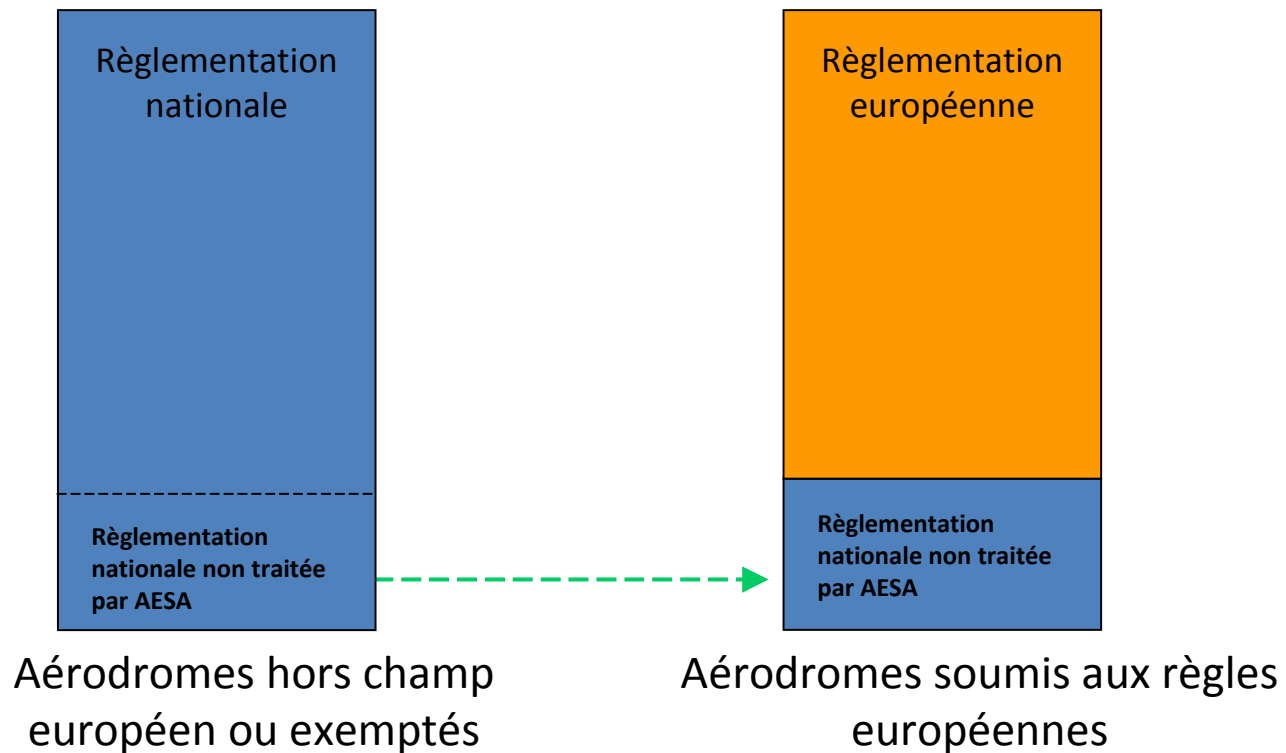 Règlementation
nationale
Règlementation
nationale non traitée
par AESA
Aérodromes hors champ
européen ou exemptés
Règlementation
européenne
Règlementation
nationale non traitée
par AESA
Aérodromes soumis aux règles
européennes